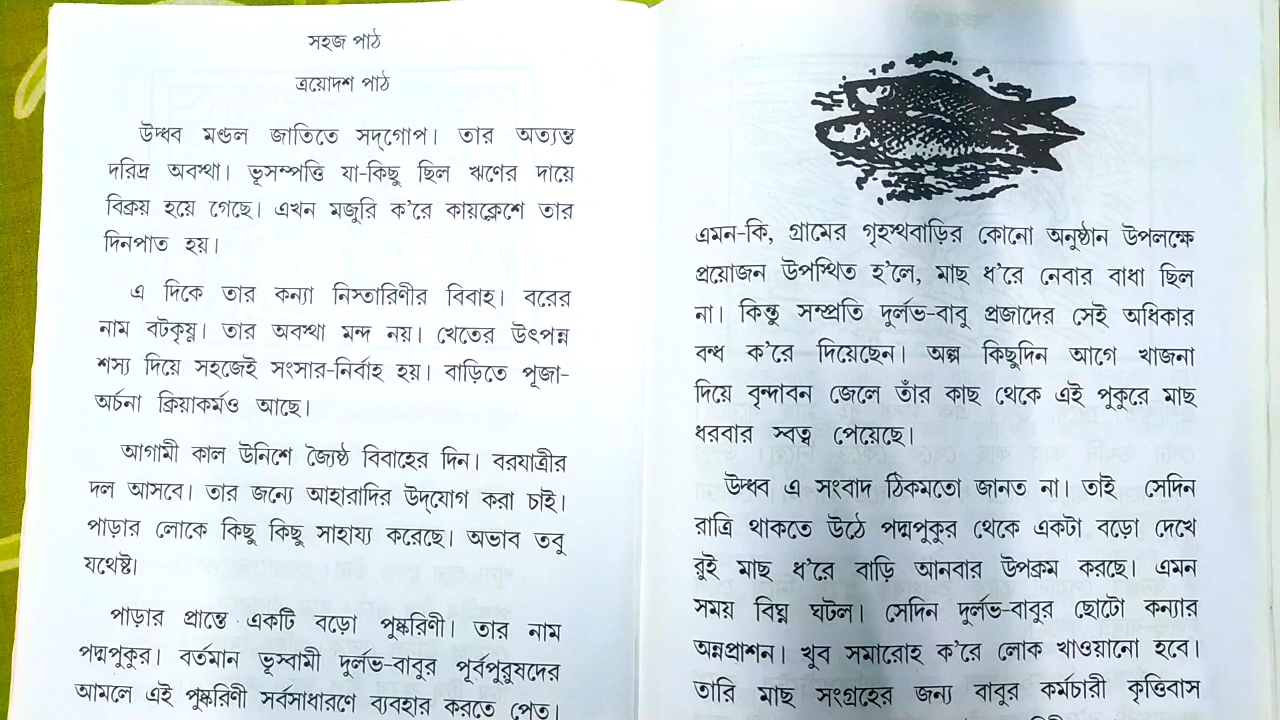 সহজ পাঠ
ত্রয়োদশ পাঠ
উদ্ধব মণ্ডল জাতিতে সদ্‌গোপ। তার অত্যন্ত
দরিদ্র অবস্থা। ভূসম্পত্তি যা-কিছু ছিল ঋণের দায়ে
বিক্রয় হয়ে গেছে। এখন মজুরি ক'রে কায়ক্লেশে তার
দিনপাত হয়।
এ দিকে তার কন্যা নিস্তারিণীর বিবাহ। বরের
নাম বটকৃষ্ণ। তার অবস্থা মন্দ নয়। খেতের উৎপন্ন
শস্য দিয়ে সহজেই সংসার-নির্বাহ হয়। বাড়িতে পূজা-
অর্চনা ক্রিয়াকর্মও আছে।
আগামী কাল উনিশে জ্যৈষ্ঠ বিবাহের দিন। বরযাত্রীর
দল আসবে। তার জন্যে আহারাদির উদ্‌যোগ করা চাই।
পাড়ার লোকে কিছু কিছু সাহায্য করেছে। অভাব তবু
যথেষ্ট।
পাড়ার প্রান্তে একটি বড়ো পুষ্করিণী। তার নাম
পদ্মপুকুর। বর্তমান ভূস্বামী দুর্লভ-বাবুর পূর্বপুরুষদের
আমলে এই পুষ্করিণী সর্বসাধারণে ব্যবহার করতে পেত।
এমন-কি, গ্রামের গৃহস্থবাড়ির কোনো অনুষ্ঠান উপলক্ষে
প্রয়োজন উপস্থিত হ'লে, মাছ ধ'রে নেবার বাধা ছিল
না। কিন্তু সম্প্রতি দুর্লভ-বাবু প্রজাদের সেই অধিকার
বন্ধ ক'রে দিয়েছেন। অল্প কিছুদিন আগে খাজনা
দিয়ে বৃন্দাবন জেলে তাঁর কাছ থেকে এই পুকুরে মাছ
ধরবার স্বত্ব পেয়েছে।
উদ্ধব এ সংবাদ ঠিকমতো জানত না। তাই সেদিন
রাত্রি থাকতে উঠে পদ্মপুকুর থেকে একটা বড়ো দেখে
রুই মাছ ধ'রে বাড়ি আনবার উপক্রম করছে। এমন
সময় বিঘ্ন ঘটল। সেদিন দুর্লভ-বাবুর ছোটো কন্যার
অন্নপ্রাশন। খুব সমারোহ ক'রে লোক খাওয়ানো হবে।
তারি মাছ সংগ্রহের জন্য বাবুর কর্মচারী কৃত্তিবাস